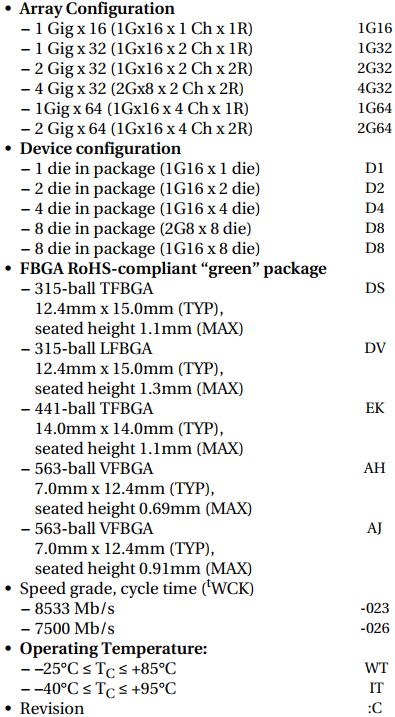 • Array Configuration
– 1 Gig x 16 (1Gx16 x 1 Ch x 1R) 1G16
– 1 Gig x 32 (1Gx16 x 2 Ch x 1R) 1G32
– 2 Gig x 32 (1Gx16 x 2 Ch x 2R) 2G32
– 4 Gig x 32 (2Gx8 x 2 Ch x 2R) 4G32
– 1Gig x 64 (1Gx16 x 4 Ch x 1R) 1G64
– 2 Gig x 64 (1Gx16 x 4 Ch x 2R) 2G64
• Device configuration
– 1 die in package (1G16 x 1 die) D1
– 2 die in package (1G16 x 2 die) D2
– 4 die in package (1G16 x 4 die) D4
– 8 die in package (2G8 x 8 die) D8
– 8 die in package (1G16 x 8 die) D8
• FBGA RoHS-compliant “green” package
– 315-ball TFBGA DS
12.4mm x 15.0mm (TYP),
seated height 1.1mm (MAX)
– 315-ball LFBGA DV
12.4mm x 15.0mm (TYP),
seated height 1.3mm (MAX)
– 441-ball TFBGA EK
14.0mm x 14.0mm (TYP),
seated height 1.1mm (MAX)
– 563-ball VFBGA AH
7.0mm x 12.4mm (TYP),
seated height 0.69mm (MAX)
– 563-ball VFBGA AJ
7.0mm x 12.4mm (TYP),
seated height 0.91mm (MAX)
• Speed grade, cycle time (ᵗWCK)
– 8533 Mb/s -023
– 7500 Mb/s -026
• Operating Temperature:
– –25°C ≤ T_C ≤ +85°C WT
– –40°C ≤ T_C ≤ +95°C IT
• Revision :C